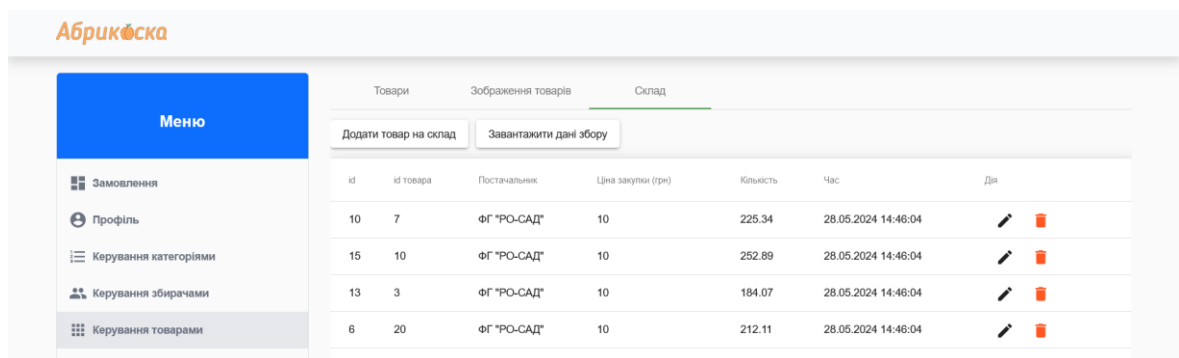 Абрикоска
Меню
Замовлення
Профіль
Керування категоріями
Керування збирачами
Керування товарами
Товари Зображення товарів Склад
Додати товар на склад Завантажити дані збору
id id товара Постачальник Ціна закупки (грн) Кількість Час Дія
10 7 ФГ "РО-САД" 10 225.34 28.05.2024 14:46:04
15 10 ФГ "РО-САД" 10 252.89 28.05.2024 14:46:04
13 3 ФГ "РО-САД" 10 184.07 28.05.2024 14:46:04
6 20 ФГ "РО-САД" 10 212.11 28.05.2024 14:46:04